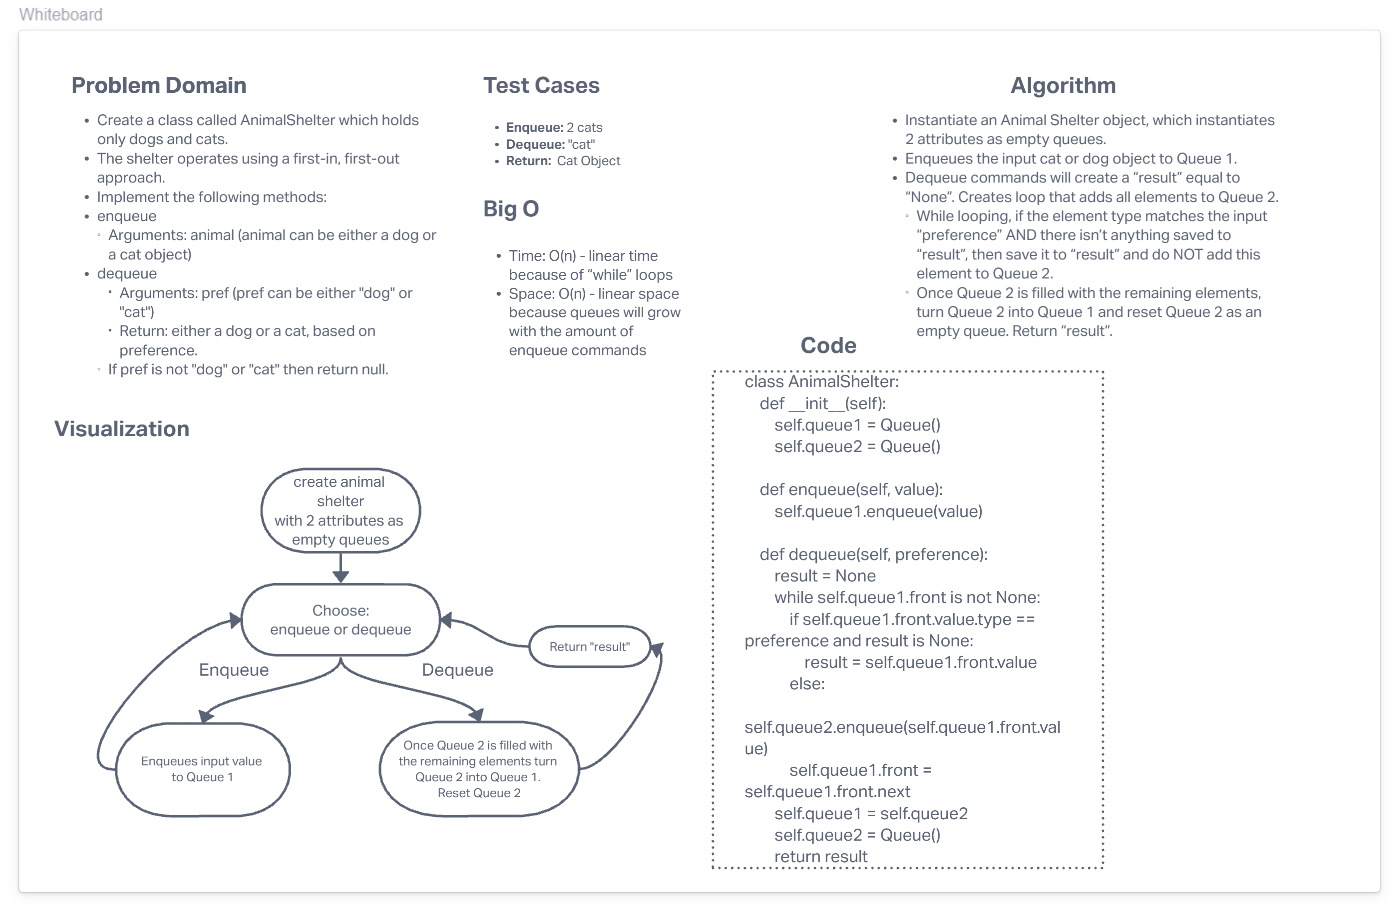 Whiteboard
Problem Domain
• Create a class called AnimalShelter which holds
only dogs and cats.
• The shelter operates using a first-in, first-out
approach.
• Implement the following methods:
• enqueue
◦ Arguments: animal (animal can be either a dog or
a cat object)
• dequeue
▪ Arguments: pref (pref can be either "dog" or
"cat")
▪ Return: either a dog or a cat, based on
preference.
◦ If pref is not "dog" or "cat" then return null.
Test Cases
• Enqueue: 2 cats
• Dequeue: "cat"
• Return: Cat Object
Big O
• Time: O(n) - linear time
because of “while” loops
• Space: O(n) - linear space
because queues will grow
with the amount of
enqueue commands
Algorithm
• Instantiate an Animal Shelter object, which instantiates
2 attributes as empty queues.
• Enqueues the input cat or dog object to Queue 1.
• Dequeue commands will create a “result” equal to
“None”. Creates loop that adds all elements to Queue 2.
◦ While looping, if the element type matches the input
“preference” AND there isn’t anything saved to
“result”, then save it to “result” and do NOT add this
element to Queue 2.
◦ Once Queue 2 is filled with the remaining elements,
turn Queue 2 into Queue 1 and reset Queue 2 as an
empty queue. Return “result”.
Visualization
create animal
shelter
with 2 attributes as
empty queues
Choose:
enqueue or dequeue
Return "result"
Enqueue
Dequeue
Enqueues input value
to Queue 1
Once Queue 2 is filled with
the remaining elements turn
Queue 2 into Queue 1.
Reset Queue 2
Code
class AnimalShelter:
def __init__(self):
self.queue1 = Queue()
self.queue2 = Queue()
def enqueue(self, value):
self.queue1.enqueue(value)
def dequeue(self, preference):
result = None
while self.queue1.front is not None:
if self.queue1.front.value.type ==
preference and result is None:
result = self.queue1.front.value
else:
self.queue2.enqueue(self.queue1.front.val
ue)
self.queue1.front =
self.queue1.front.next
self.queue1 = self.queue2
self.queue2 = Queue()
return result